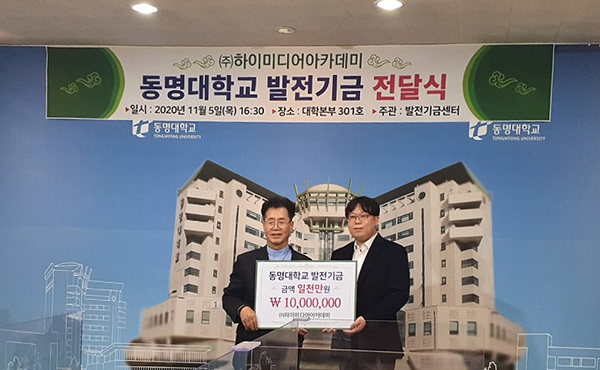 (주)하이미디어아카데미
동명대학교 발전기금 전달식
▶일시 : 2020년 11월 5일(목) 16:30 ▶장소 : 대학본부 301호 ▶주관 : 발전기금센터
동명대학교
TONGMYONG UNIVERSITY
동명대학교
TONGMYONG UNIVERSITY
동명대학교 발전기금
금액 일천만원
₩ 10,000,000
㈜하이미디어아카데미